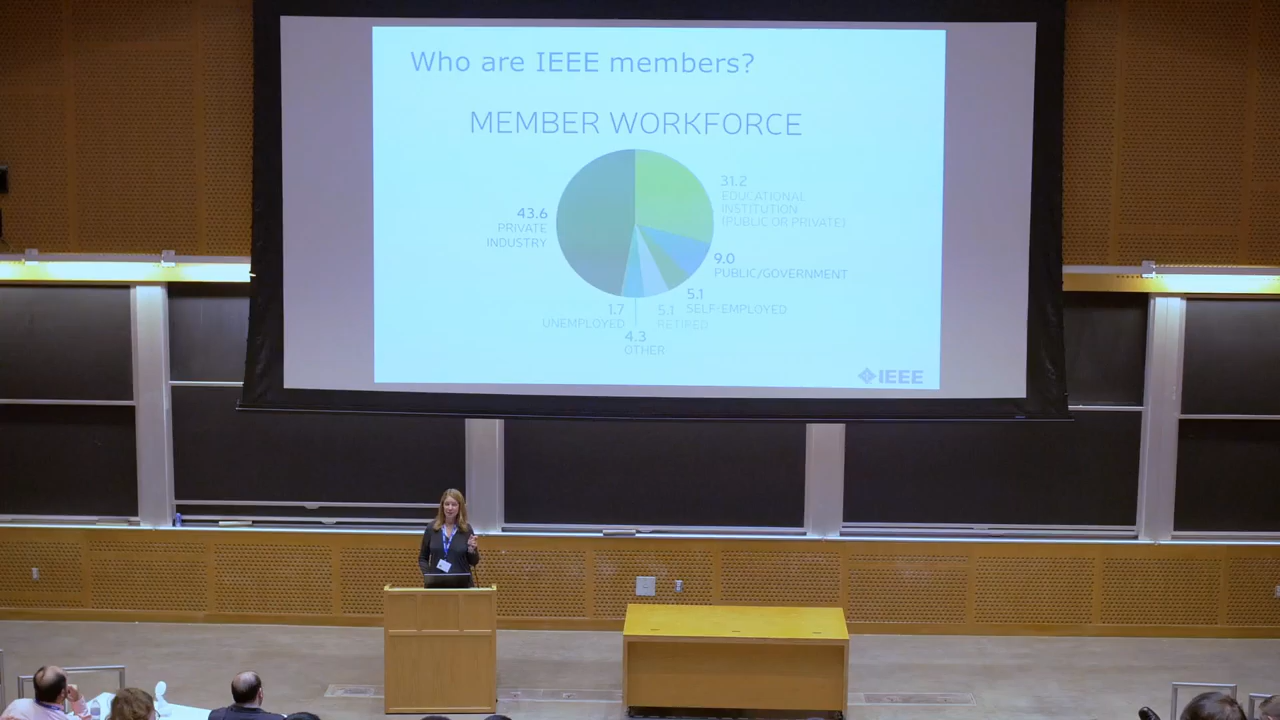 Who are IEEE members?
MEMBER WORKFORCE
31.2
EDUCATIONAL
INSTITUTION
(PUBLIC OR PRIVATE)
43.6
PRIVATE
INDUSTRY
9.0
PUBLIC/GOVERNMENT
5.1
SELF-EMPLOYED
5.1
RETIRED
1.7
UNEMPLOYED
4.3
OTHER
IEEE